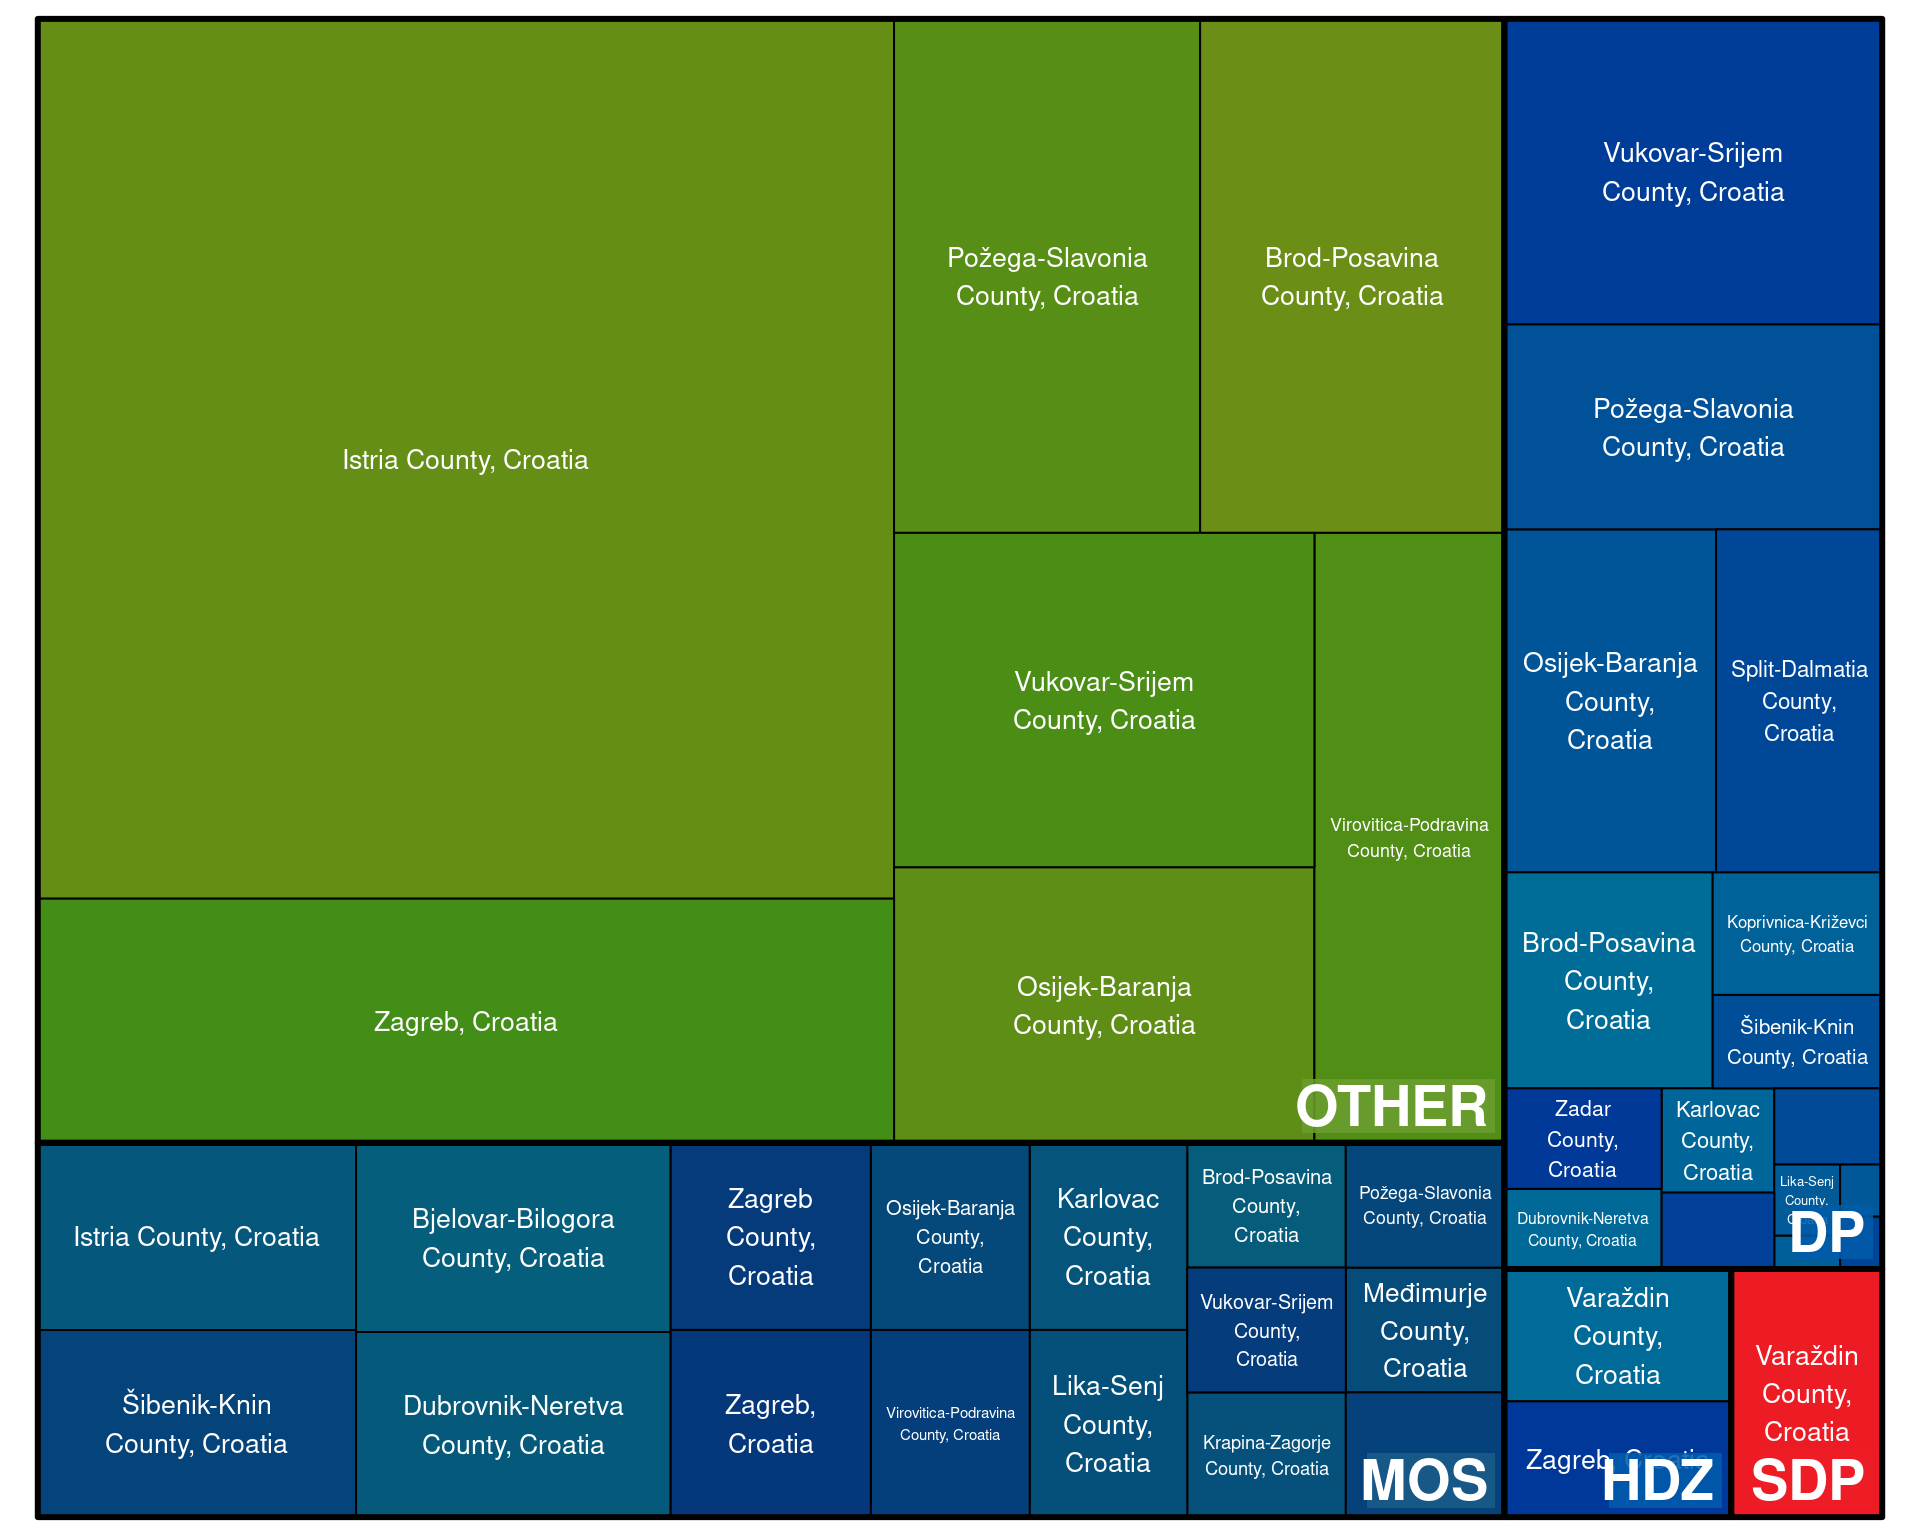 Istria County, Croatia
Zagreb, Croatia
Požega-Slavonia
County, Croatia
Brod-Posavina
County, Croatia
Vukovar-Srijem
County, Croatia
Osijek-Baranja
County, Croatia
Virovitica-Podravina
County, Croatia
OTHER
Istria County, Croatia
Šibenik-Knin
County, Croatia
Bjelovar-Bilogora
County, Croatia
Dubrovnik-Neretva
County, Croatia
Zagreb
County,
Croatia
Zagreb,
Croatia
Osijek-Baranja
County,
Croatia
Virovitica-Podravina
County, Croatia
Karlovac
County,
Croatia
Lika-Senj
County,
Croatia
Brod-Posavina
County,
Croatia
Vukovar-Srijem
County,
Croatia
Krapina-Zagorje
County, Croatia
Požega-Slavonia
County, Croatia
Međimurje
County,
Croatia
MOS
Vukovar-Srijem
County, Croatia
Požega-Slavonia
County, Croatia
Osijek-Baranja
County,
Croatia
Split-Dalmatia
County,
Croatia
Brod-Posavina
County,
Croatia
Koprivnica-Križevci
County, Croatia
Šibenik-Knin
County, Croatia
Zadar
County,
Croatia
Dubrovnik-Neretva
County, Croatia
Karlovac
County,
Croatia
Lika-Senj
County,
DP
Varaždin
County,
Croatia
Zagreb, Croatia
HDZ
Varaždin
County,
Croatia
SDP